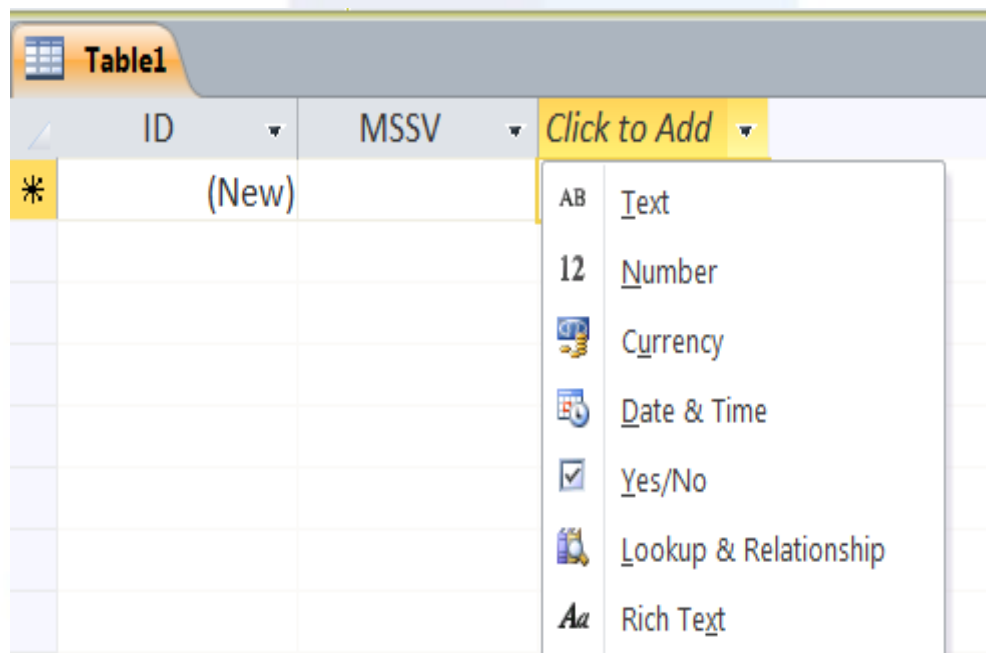 Table1
ID MSSV Click to Add
(New)
AB Text
12 Number
Currency
Date & Time
Yes/No
Lookup & Relationship
Aa Rich Text